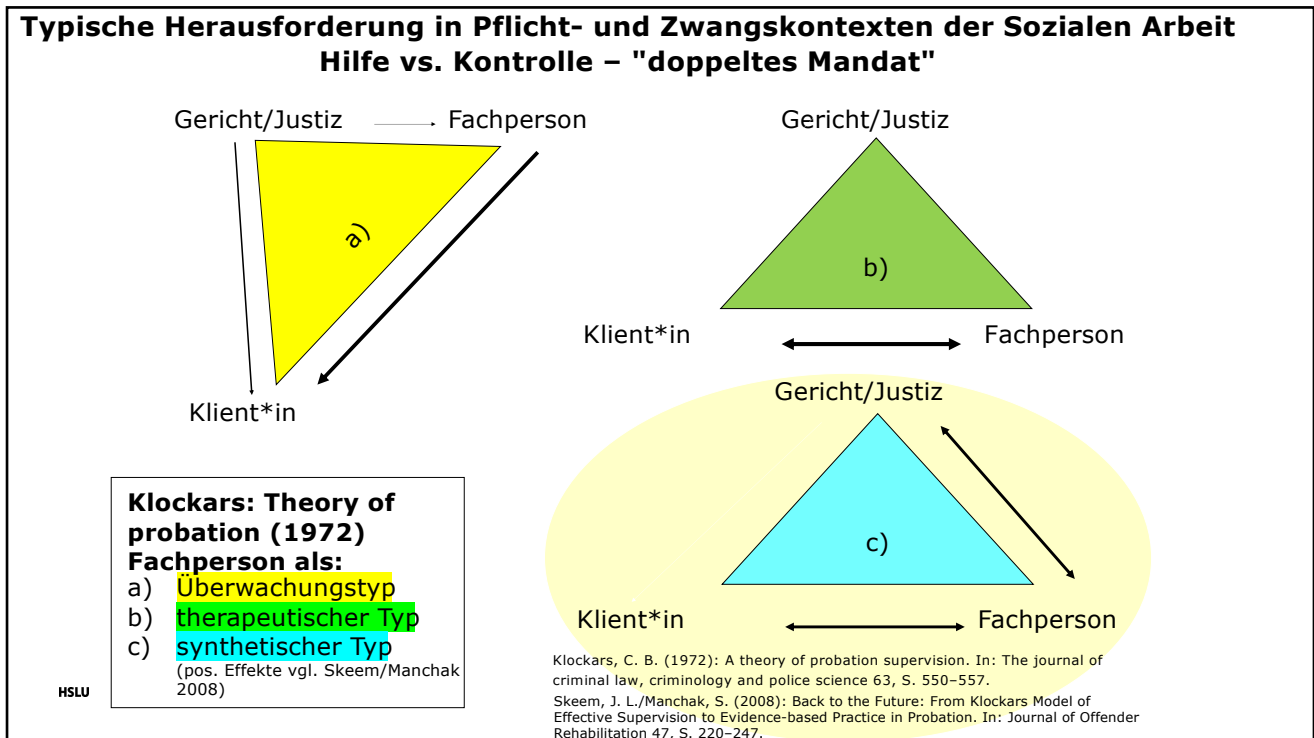 Typische Herausforderung in Pflicht- und Zwangskontexten der Sozialen Arbeit
Hilfe vs. Kontrolle – "doppeltes Mandat"
Gericht/Justiz
Fachperson
a)
Klient*in
Gericht/Justiz
b)
Klient*in
Fachperson
Gericht/Justiz
c)
Klient*in
Fachperson
Klockars: Theory of
probation (1972)
Fachperson als:
a) Überwachungstyp
b) therapeutischer Typ
c) synthetischer Typ
(pos. Effekte vgl. Skeem/Manchak
2008)
HSLU
Klockars, C. B. (1972): A theory of probation supervision. In: The journal of
criminal law, criminology and police science 63, S. 550–557.
Skeem, J. L./Manchak, S. (2008): Back to the Future: From Klockars Model of
Effective Supervision to Evidence-based Practice in Probation. In: Journal of Offender
Rehabilitation 47, S. 220–247.